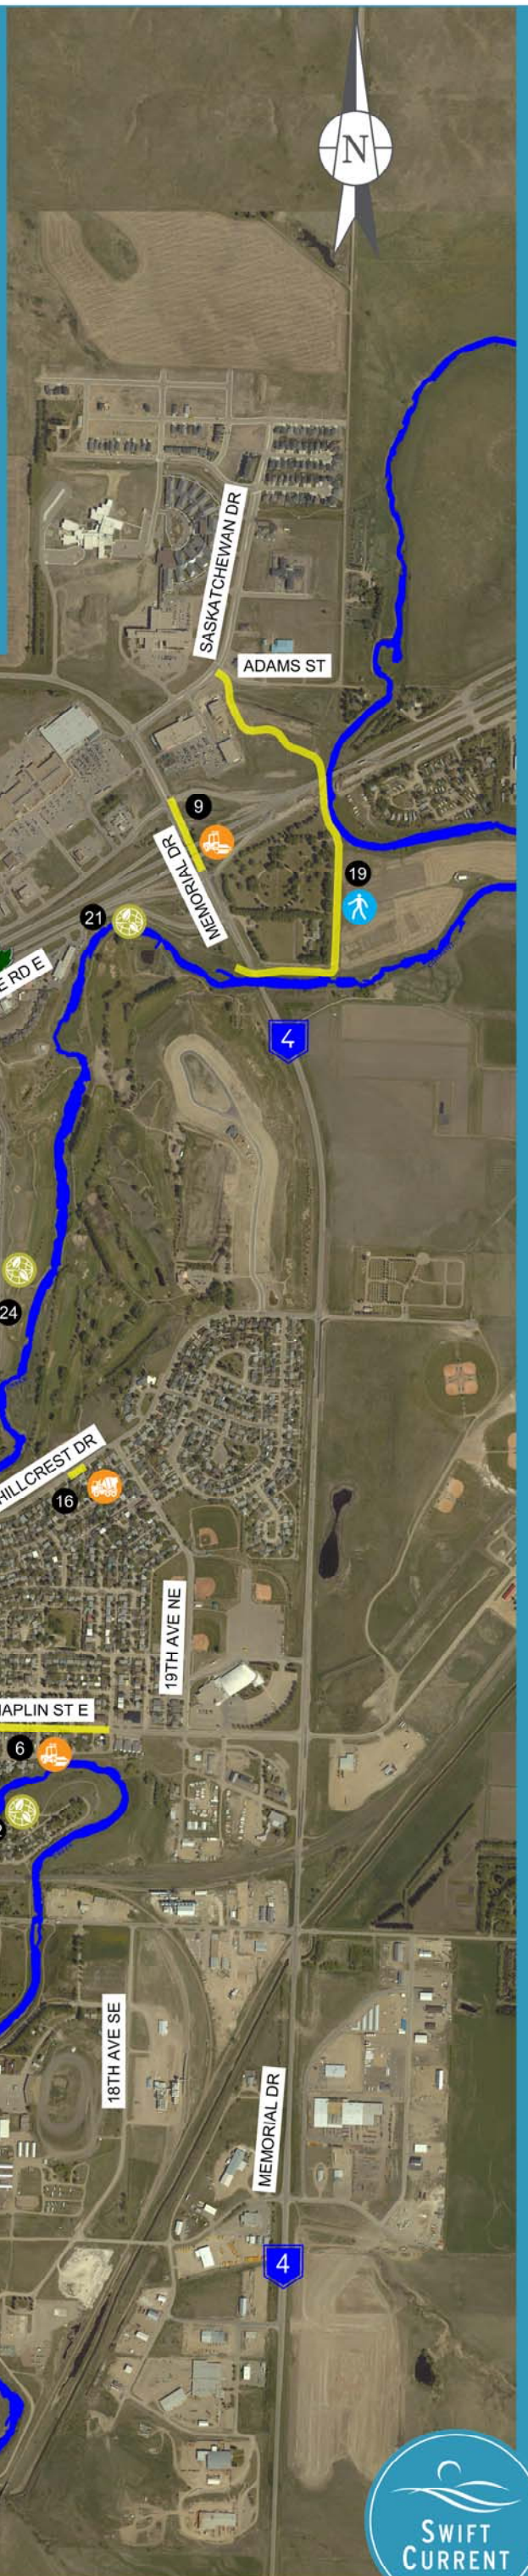 N
SASKATCHEWAN DR
ADAMS ST
9
MEMORIAL DR
19
21
E RD E
4
24
HILLCREST DR
16
19TH AVE NE
APLIN ST E
6
18TH AVE SE
MEMORIAL DR
4
SWIFT
CURRENT